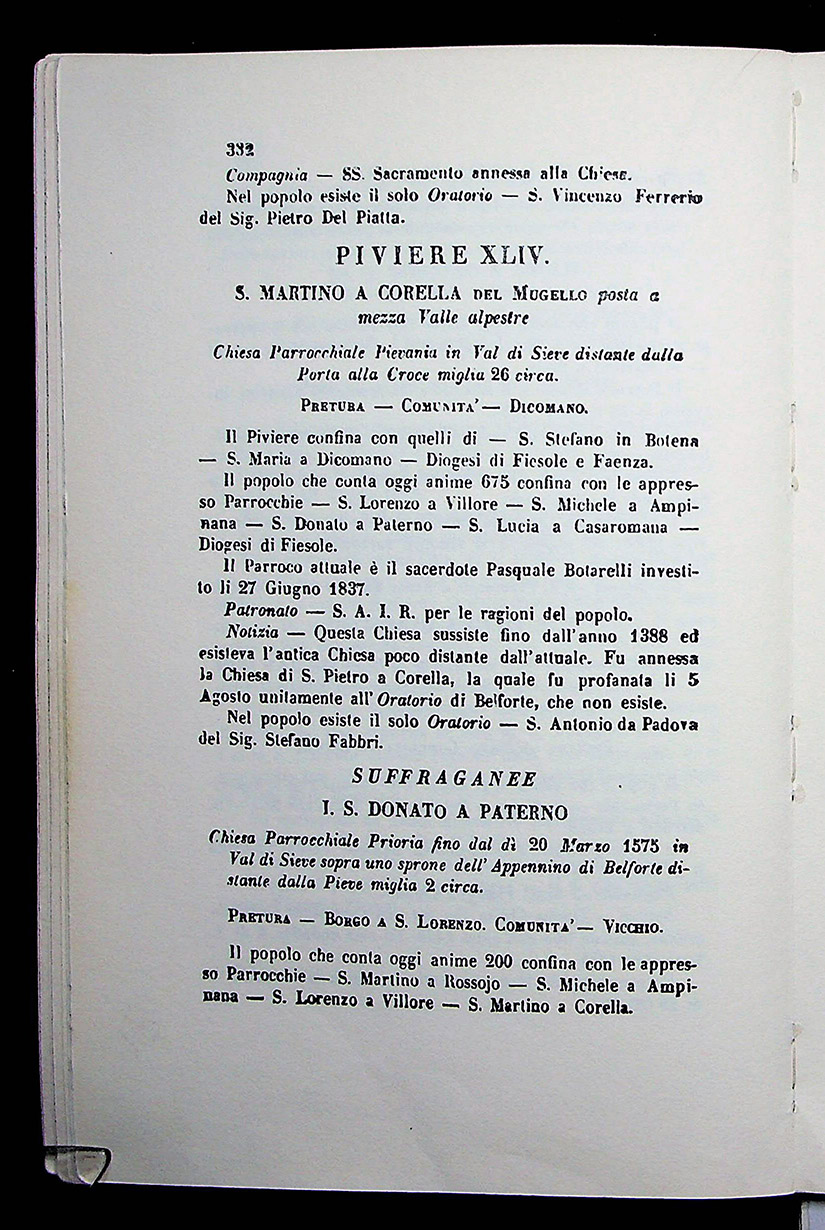 332
Compagnia — SS. Sacramento annessa alla Chiesa.
Nel popolo esiste il solo Oratorio — S. Vincenzo Ferrerio
del Sig. Pietro Del Piatta.
PIVIERE XLIV.
S. MARTINO A CORELLA DEL MUGELLO posta a
mezza Valle alpestre
Chiesa Parrocchiale Pievania in Val di Sieve distante dalla
Porta alla Croce miglia 26 circa.
PRETURA — COMUNITA' — DICOMANO.
Il Piviere confina con quelli di — S. Stefano in Botena
— S. Maria a Dicomano — Diogesi di Fiesole e Faenza.
Il popolo che conta oggi anime 675 confina con le appres-
so Parrocchie — S. Lorenzo a Villore — S. Michele a Ampi-
nana — S. Donato a Paterno — S. Lucia a Casaromana —
Diogesi di Fiesole.
Il Parroco attuale è il sacerdote Pasquale Botarelli investi-
to li 27 Giugno 1837.
Patronato — S. A. I. R. per le ragioni del popolo.
Notizia — Questa Chiesa sussiste fino dall'anno 1388 ed
esisteva l'antica Chiesa poco distante dall'attuale. Fu annessa
la Chiesa di S. Pietro a Corella, la quale fu profanata li 5
Agosto unitamente all' Oratorio di Belforte, che non esiste.
Nel popolo esiste il solo Oratorio — S. Antonio da Padova
del Sig. Stefano Fabbri.
SUFFRAGANEE
I. S. DONATO A PATERNO
Chiesa Parrocchiale Prioria fino dal dì 20 Marzo 1575 in
Val di Sieve sopra uno sprone dell' Appennino di Belforte di-
stante dalla Pieve miglia 2 circa.
PRETURA — BORGO A S. LORENZO. COMUNITA' — VICCHIO.
Il popolo che conta oggi anime 200 confina con le appres-
so Parrocchie — S. Martino a Rossojo — S. Michele a Ampi-
nana — S. Lorenzo a Villore — S. Martino a Corella.